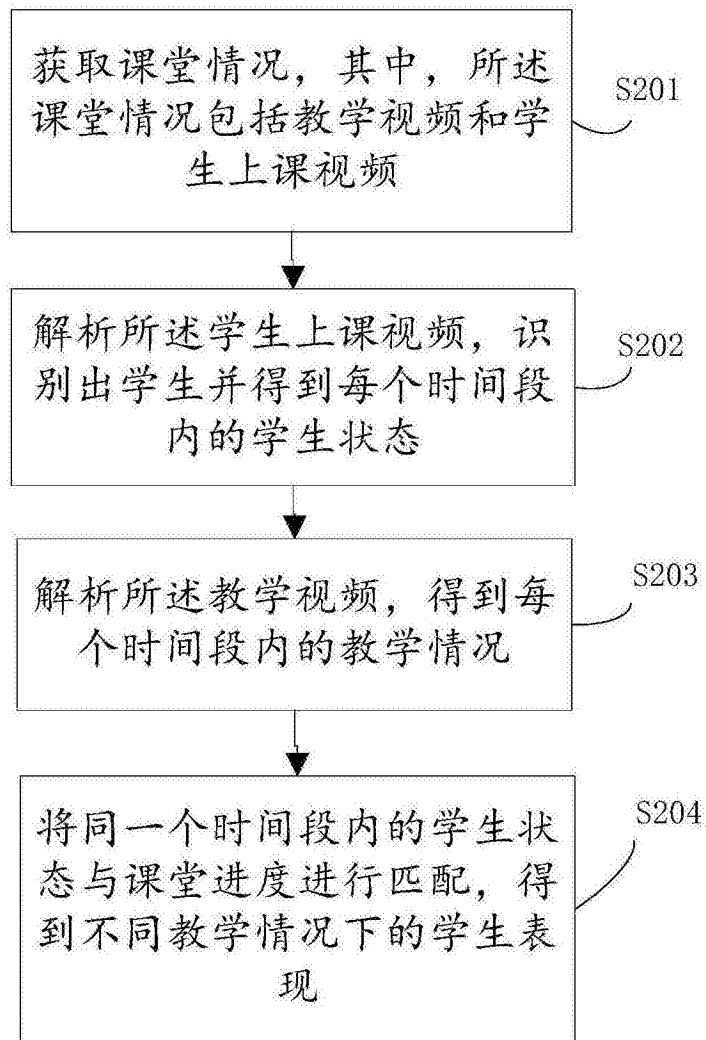 获取课堂情况，其中，所述
课堂情况包括教学视频和学
生上课视频
S201
解析所述学生上课视频，识
别出学生并得到每个时间段
内的学生状态
S202
解析所述教学视频，得到每
个时间段内的教学情况
S203
将同一个时间段内的学生状
态与课堂进度进行匹配，得
到不同教学情况下的学生表
现
S204